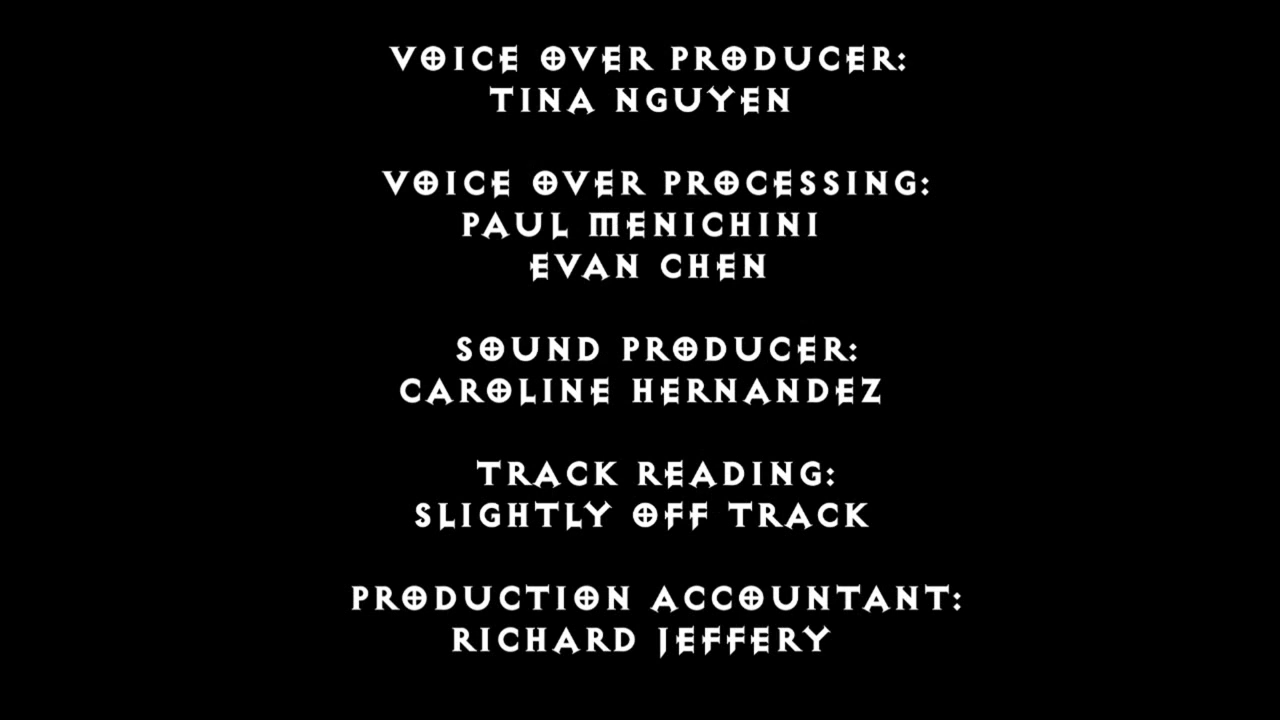 VOICE OVER PRODUCER:
TINA NGUYEN
VOICE OVER PROCESSING:
PAUL MENICHINI
EVAN CHEN
SOUND PRODUCER:
CAROLINE HERNANDEZ
TRACK READING:
SLIGHTLY OFF TRACK
PRODUCTION ACCOUNTANT:
RICHARD JEFFERY